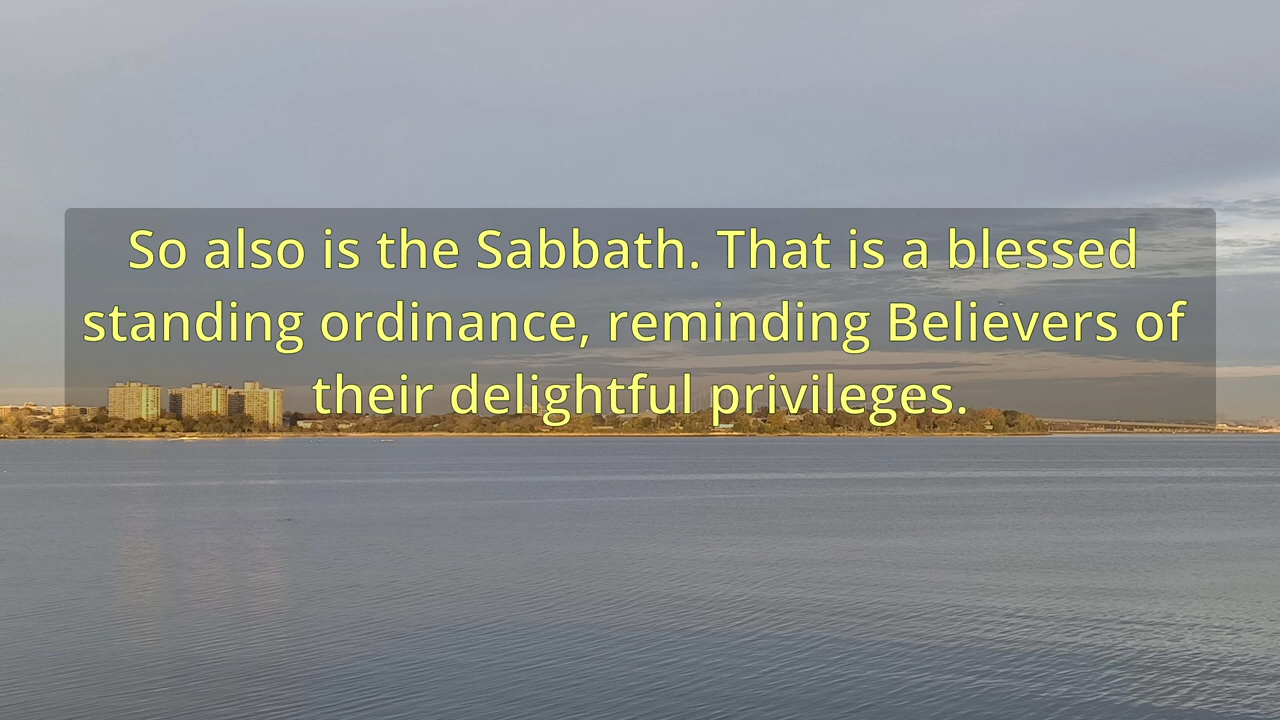 So also is the Sabbath. That is a blessed
standing ordinance, reminding Believers of
their delightful privileges.